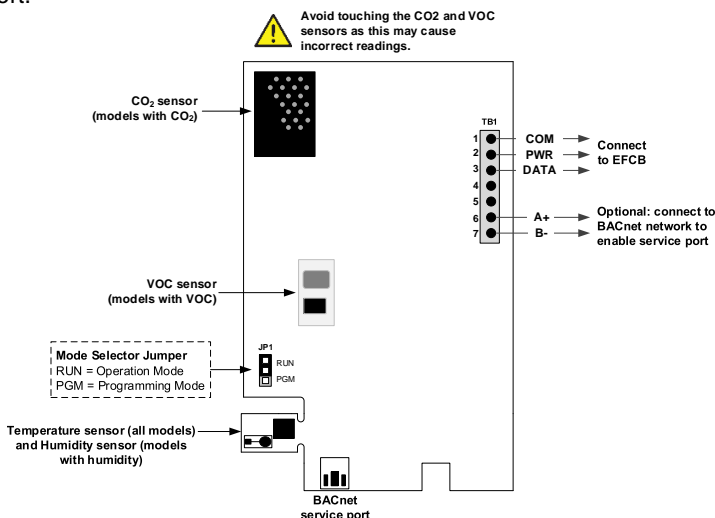 Avoid touching the CO2 and VOC
sensors as this may cause
incorrect readings.
CO₂ sensor
(models with CO₂)
TB1
1 COM
2 PWR
3 DATA
4
5
6 A+
7 B-
Connect
to EFCB
Optional: connect to
BACnet network to
enable service port
VOC sensor
(models with VOC)
JP1
RUN
PGM
Mode Selector Jumper
RUN = Operation Mode
PGM = Programming Mode
Temperature sensor (all models)
and Humidity sensor (models
with humidity)
BACnet
service port